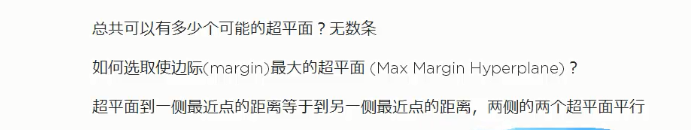 总共可以有多少个可能的超平面？无数条
如何选取使边际(margin)最大的超平面 (Max Margin Hyperplane)？
超平面到一侧最近点的距离等于到另一侧最近点的距离，两侧的两个超平面平行